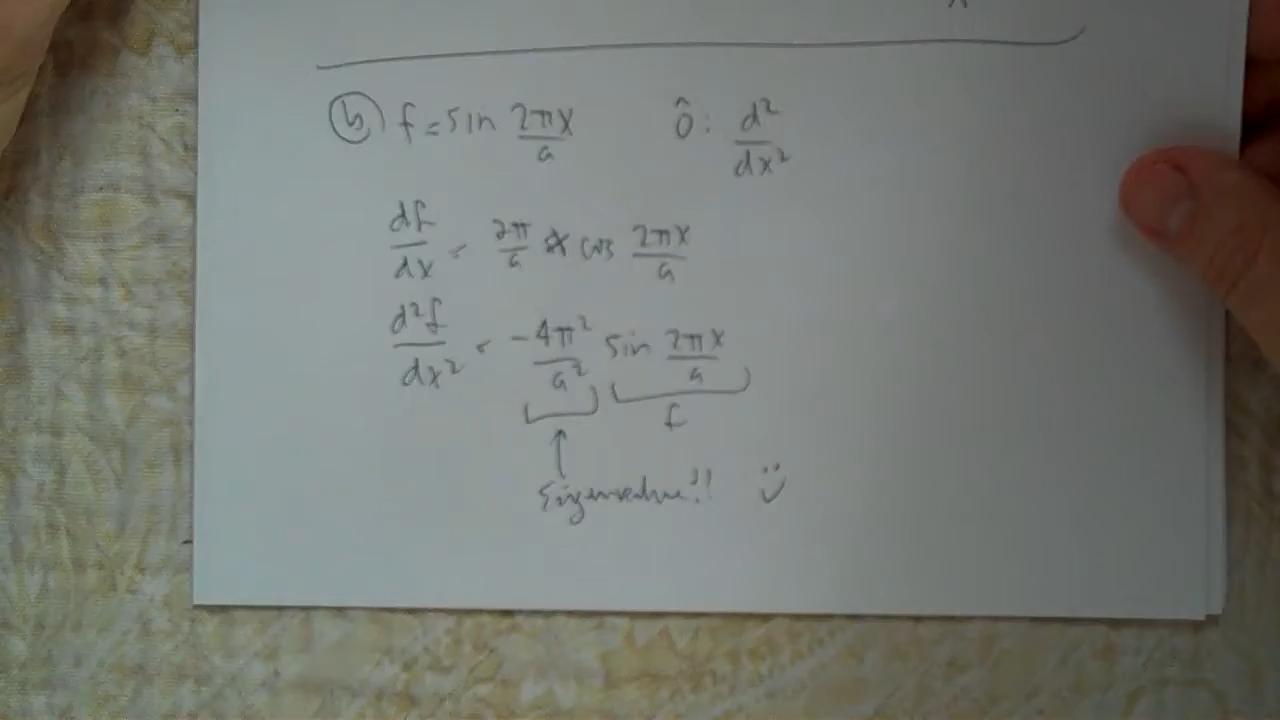 (b) f = sin 2πx/a   Ô: d²/dx²
df/dx = 2π/a cos 2πx/a
d²f/dx² = -4π²/a² sin 2πx/a
f
Eigenvalue!! :)